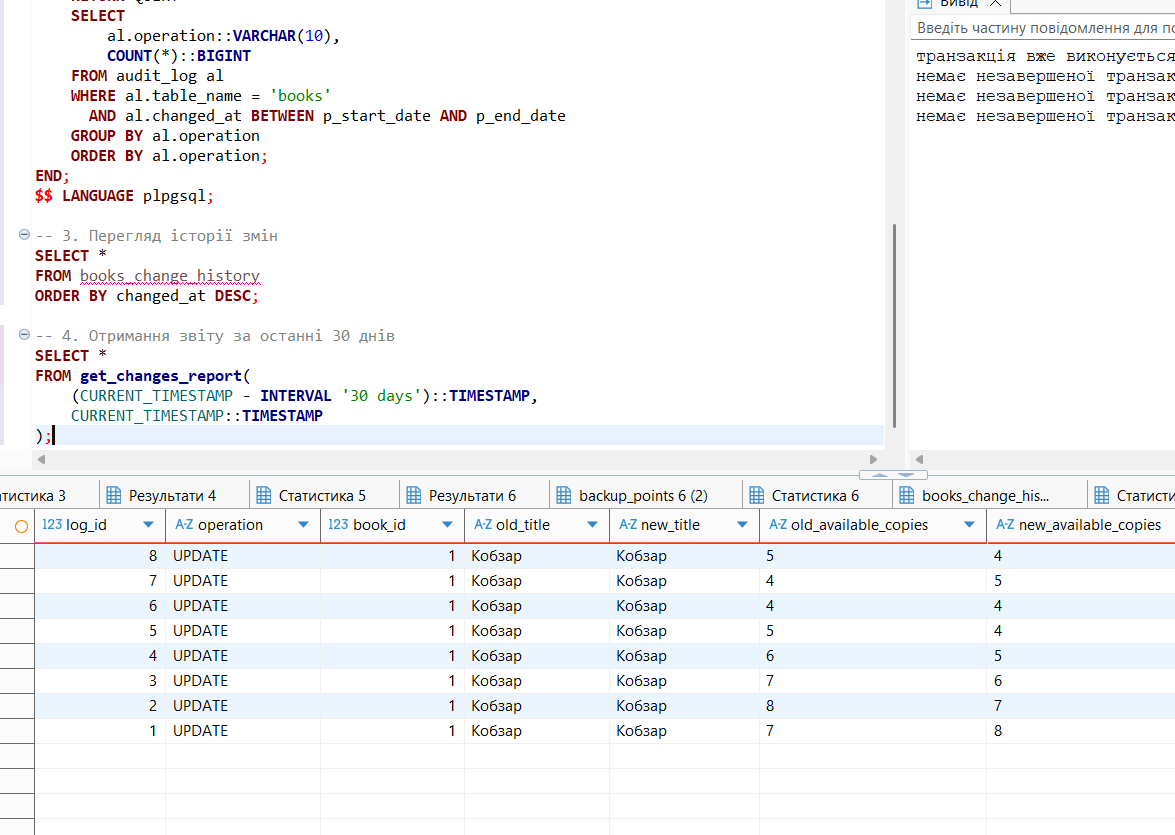 SELECT
al.operation::VARCHAR(10),
COUNT(*)::BIGINT
FROM audit_log al
WHERE al.table_name = 'books'
AND al.changed_at BETWEEN p_start_date AND p_end_date
GROUP BY al.operation
ORDER BY al.operation;
END;
$$ LANGUAGE plpgsql;
-- 3. Перегляд історії змін
SELECT *
FROM books_change_history
ORDER BY changed_at DESC;
-- 4. Отримання звіту за останні 30 днів
SELECT *
FROM get_changes_report(
(CURRENT_TIMESTAMP - INTERVAL '30 days')::TIMESTAMP,
CURRENT_TIMESTAMP::TIMESTAMP
);
Вивід
Введіть частину повідомлення для по
транзакція вже виконується
немає незавершеної транзак
немає незавершеної транзак
немає незавершеної транзак
атистика 3 Результати 4 Статистика 5 Результати 6 backup_points 6 (2) Статистика 6 books_change_his... Статисти
123 log_id A-Z operation 123 book_id A-Z old_title A-Z new_title A-Z old_available_copies A-Z new_available_copies
8 UPDATE 1 Кобзар Кобзар 5 4
7 UPDATE 1 Кобзар Кобзар 4 5
6 UPDATE 1 Кобзар Кобзар 4 4
5 UPDATE 1 Кобзар Кобзар 5 4
4 UPDATE 1 Кобзар Кобзар 6 5
3 UPDATE 1 Кобзар Кобзар 7 6
2 UPDATE 1 Кобзар Кобзар 8 7
1 UPDATE 1 Кобзар Кобзар 7 8